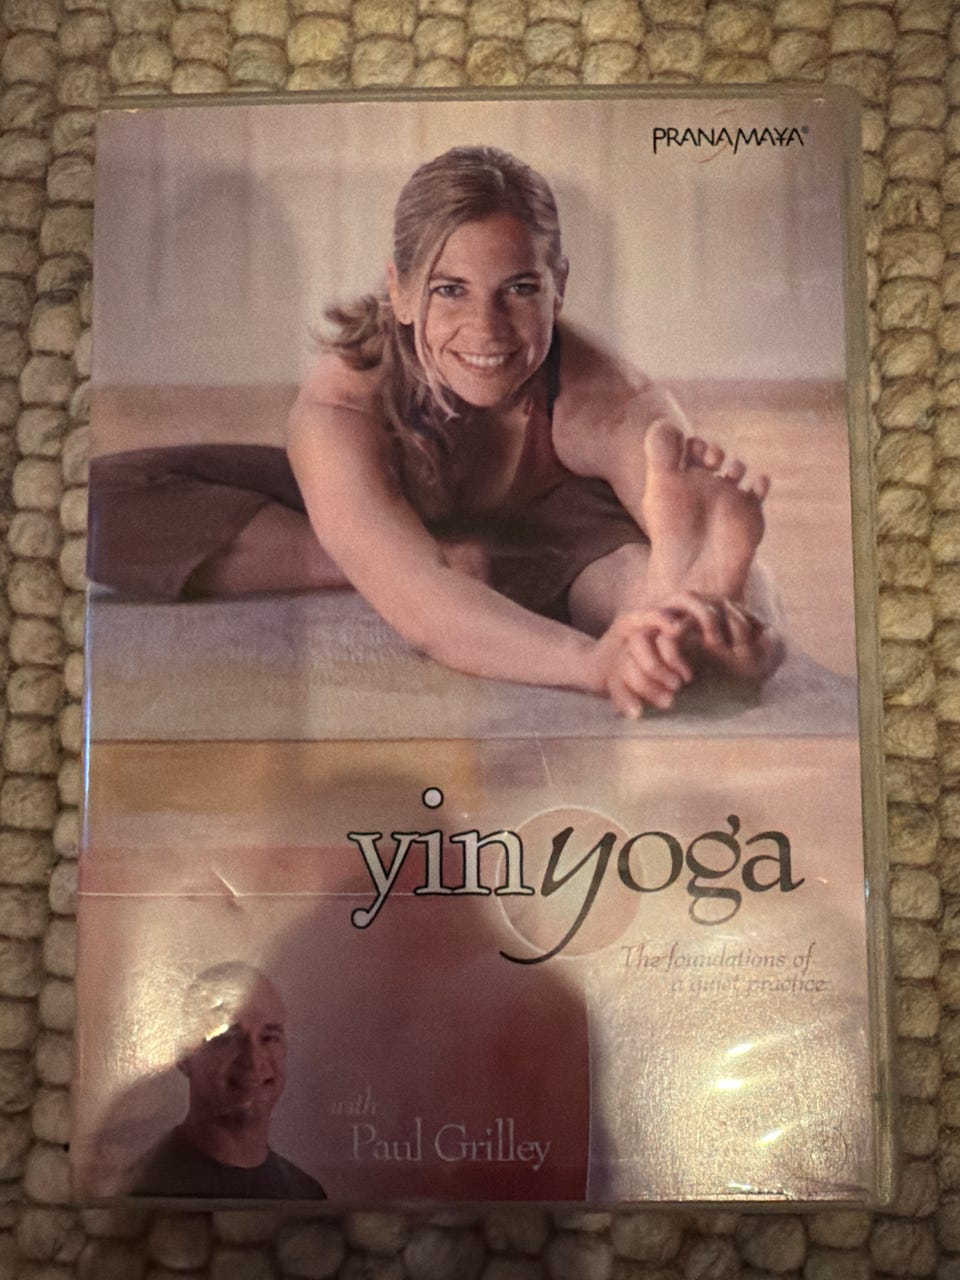 PRANAMAYA®
yinyoga
The foundations of
a quiet practice
with
Paul Grilley